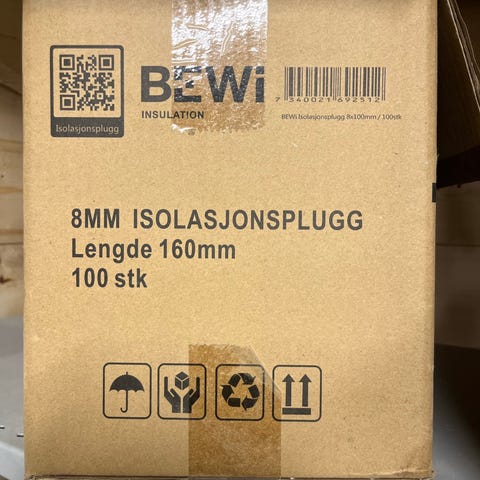 BEWi
INSULATION
Isolasjonsplugg
7 340021 692512
BEWi Isolasjonsplugg 8x100mm / 100stk
8MM ISOLASJONSPLUGG
Lengde 160mm
100 stk